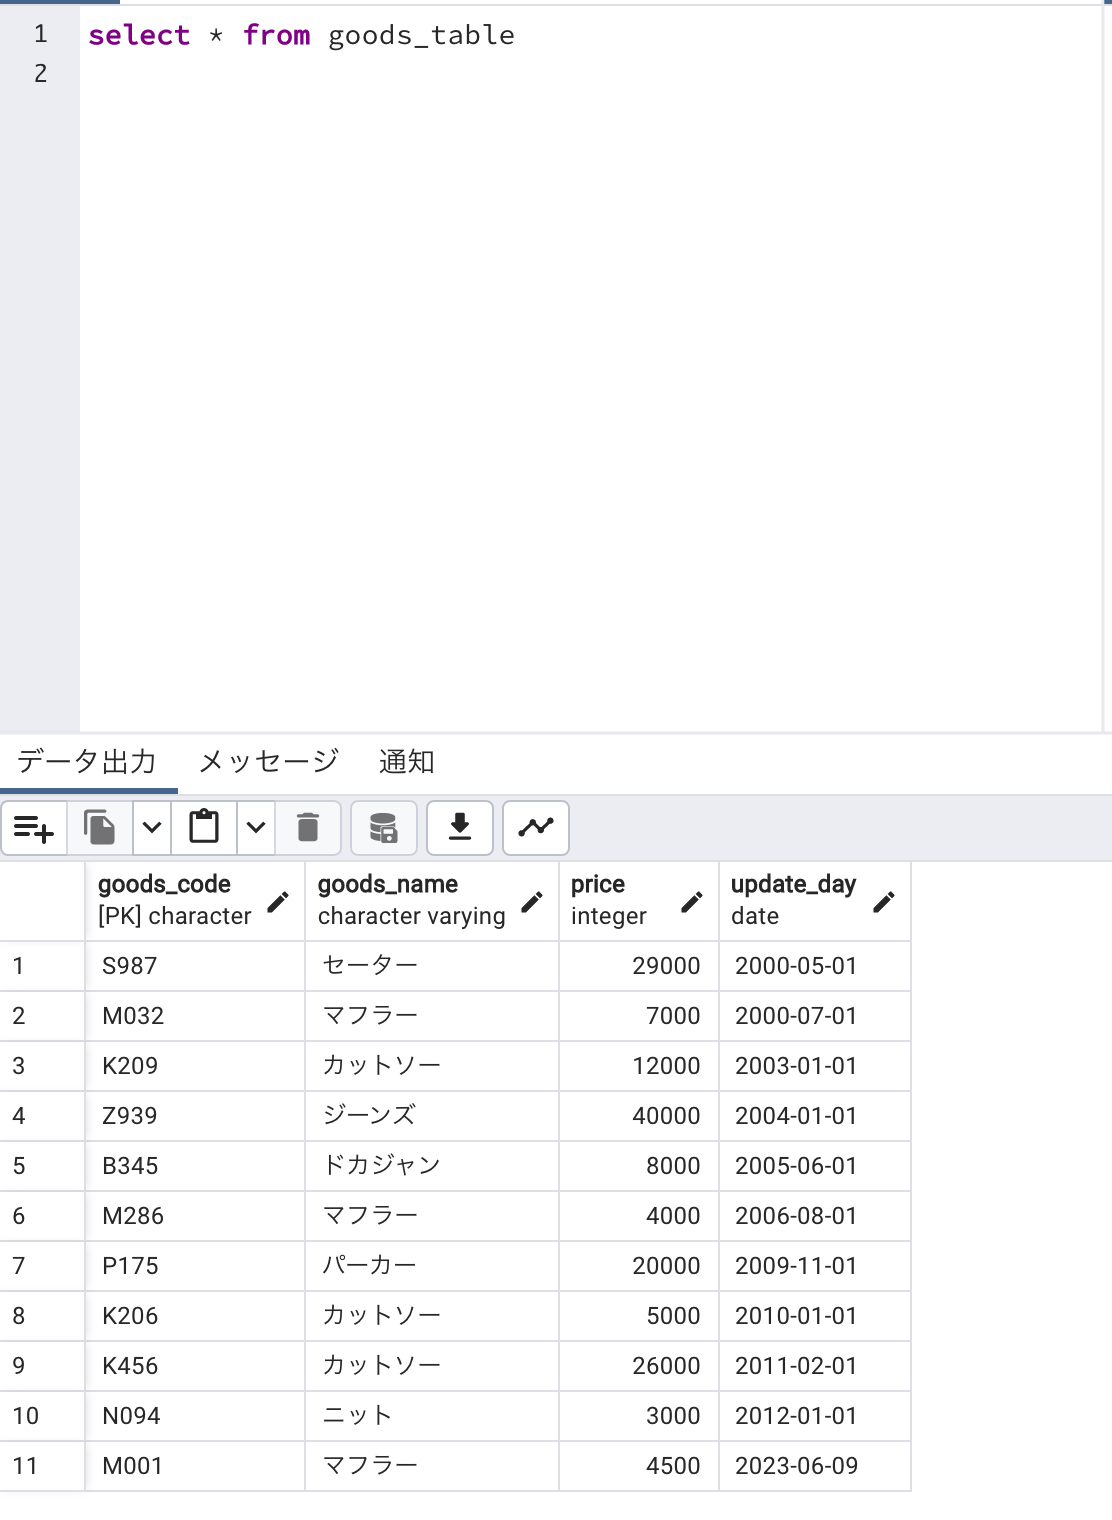 1 select * from goods_table
2
データ出力 メッセージ 通知
goods_code goods_name price update_day
[PK] character character varying integer date
1 S987 セーター 29000 2000-05-01
2 M032 マフラー 7000 2000-07-01
3 K209 カットソー 12000 2003-01-01
4 Z939 ジーンズ 40000 2004-01-01
5 B345 ドカジャン 8000 2005-06-01
6 M286 マフラー 4000 2006-08-01
7 P175 パーカー 20000 2009-11-01
8 K206 カットソー 5000 2010-01-01
9 K456 カットソー 26000 2011-02-01
10 N094 ニット 3000 2012-01-01
11 M001 マフラー 4500 2023-06-09